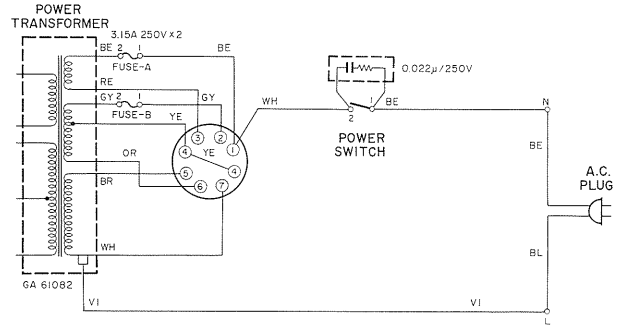 POWER
TRANSFORMER
3.15A 250V×2
BE 2 1 BE
FUSE-A
RE
GY 2 1 GY
FUSE-B
YE
3 2
4 YE 1
4
OR
5
BR
6 7
WH
GA 61082
VI VI
WH
0.022μ/250V
2 1 BE
POWER
SWITCH
N
BE
A.C.
PLUG
BL
L